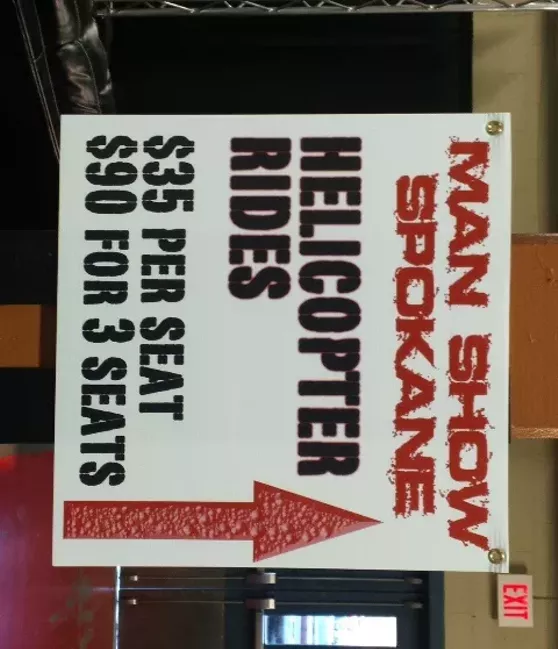 MAN SHOW
SPOKANE
HELICOPTER
RIDES
$35 PER SEAT
$90 FOR 3 SEATS
EXIT